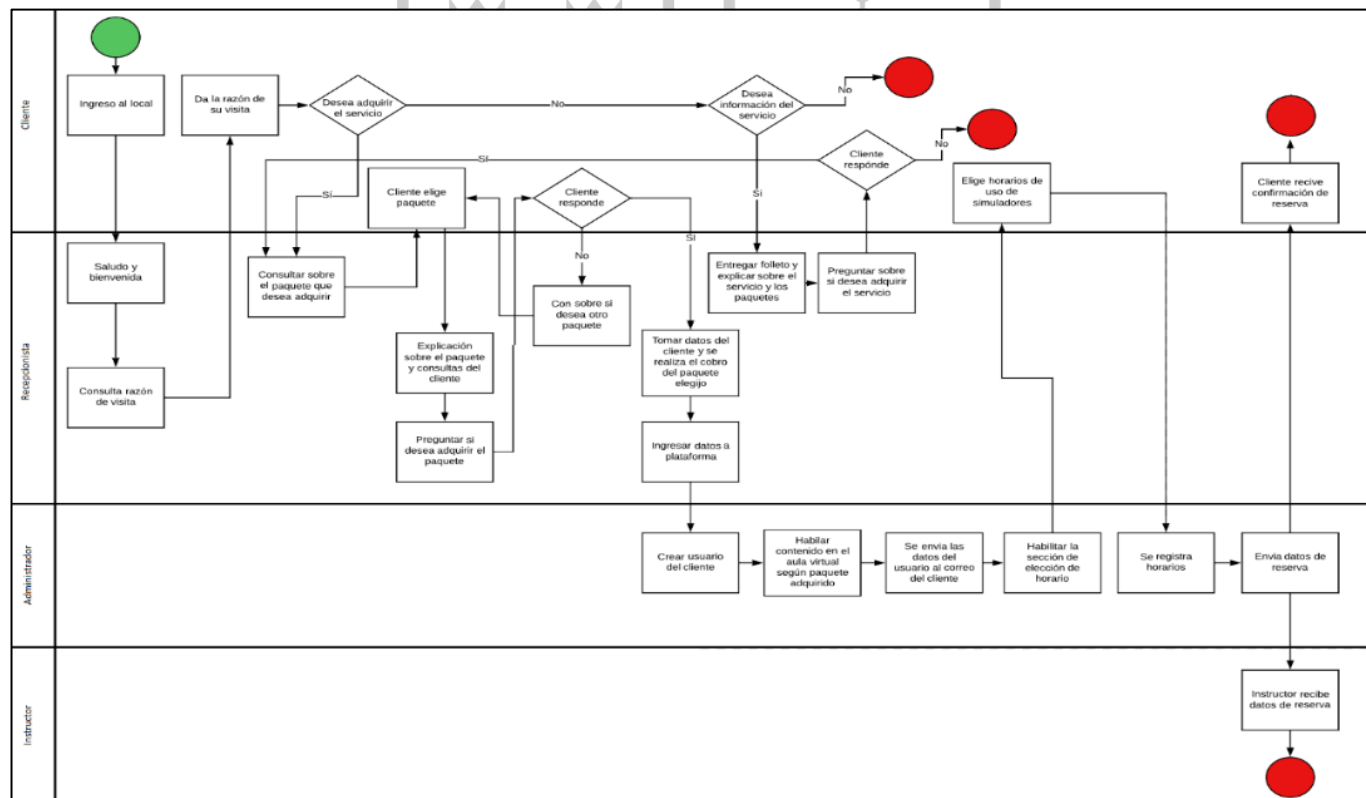 Cliente
Ingreso al local
Da la razón de
su visita
Desea adquirir
el servicio
No
Desea
información del
servicio
No
Sí
Cliente
respónde
No
Sí
Sí
Cliente elige
paquete
Cliente
responde
Sí
No
Elige horarios de
uso de
simuladores
Cliente recive
confirmación de
reserva
Recepcionista
Saludo y
bienvenida
Consulta razón
de visita
Consultar sobre
el paquete que
desea adquirir
Explicación
sobre el paquete
y consultas del
cliente
Preguntar si
desea adquirir el
paquete
Con sobre si
desea otro
paquete
Entregar folleto y
explicar sobre el
servicio y los
paquetes
Preguntar sobre
si desea adquirir
el servicio
Tomar datos del
cliente y se
realiza el cobro
del paquete
elegijo
Ingresar datos a
plataforma
Administrador
Crear usuario
del cliente
Habilar
contenido en el
aula virtual
según paquete
adquirido
Se envia las
datos del
usuario al correo
del cliente
Habilitar la
sección de
elección de
horario
Se registra
horarios
Envia datos de
reserva
Instructor
Instructor recibe
datos de reserva